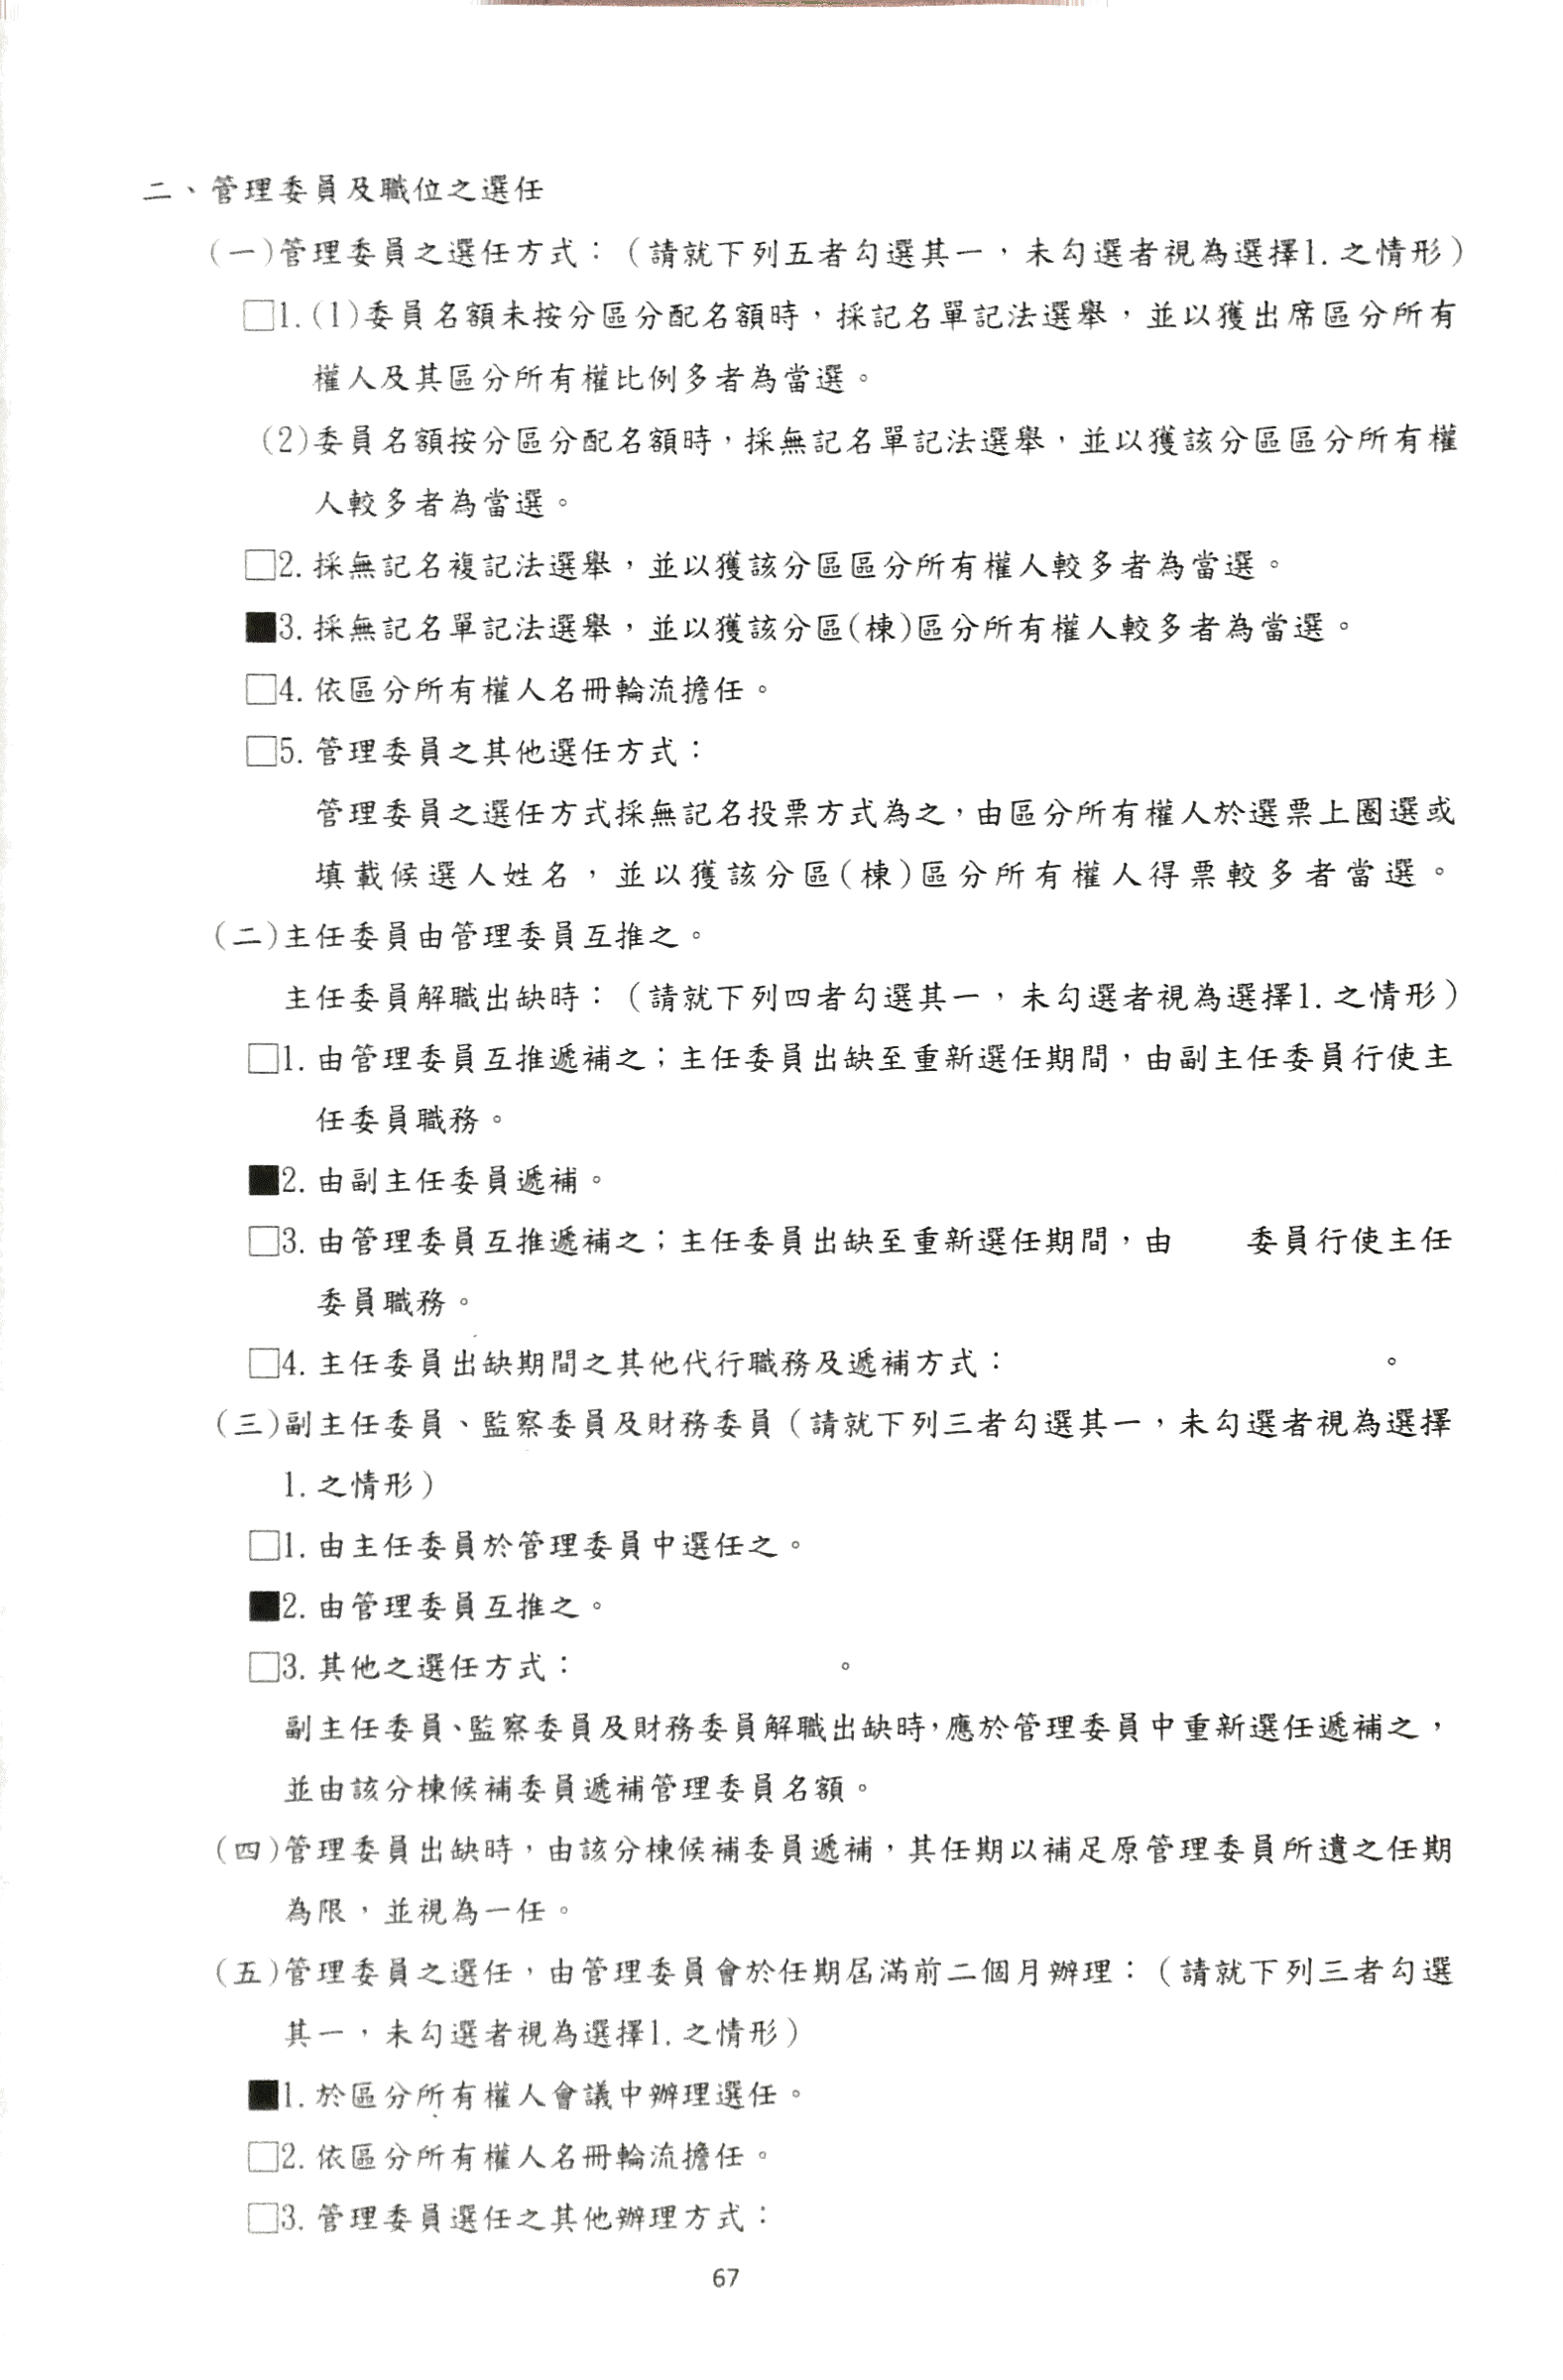 二、管理委員及職位之選任
(一)管理委員之選任方式：（請就下列五者勾選其一，未勾選者視為選擇1.之情形）
□1.(1)委員名額未按分區分配名額時，採記名單記法選舉，並以獲出席區分所有
權人及其區分所有權比例多者為當選。
(2)委員名額按分區分配名額時，採無記名單記法選舉，並以獲該分區區分所有權
人較多者為當選。
□2.採無記名複記法選舉，並以獲該分區區分所有權人較多者為當選。
■3.採無記名單記法選舉，並以獲該分區(棟)區分所有權人較多者為當選。
□4.依區分所有權人名冊輪流擔任。
□5.管理委員之其他選任方式：
管理委員之選任方式採無記名投票方式為之，由區分所有權人於選票上圈選或
填載候選人姓名，並以獲該分區(棟)區分所有權人得票較多者當選。
(二)主任委員由管理委員互推之。
主任委員解職出缺時：（請就下列四者勾選其一，未勾選者視為選擇1.之情形）
□1.由管理委員互推遞補之；主任委員出缺至重新選任期間，由副主任委員行使主
任委員職務。
■2.由副主任委員遞補。
□3.由管理委員互推遞補之；主任委員出缺至重新選任期間，由　　委員行使主任
委員職務。
□4.主任委員出缺期間之其他代行職務及遞補方式：　　　　　　　　　　　。
(三)副主任委員、監察委員及財務委員（請就下列三者勾選其一，未勾選者視為選擇
1.之情形）
□1.由主任委員於管理委員中選任之。
■2.由管理委員互推之。
□3.其他之選任方式：　　　　　　　　。
副主任委員、監察委員及財務委員解職出缺時，應於管理委員中重新選任遞補之，
並由該分棟候補委員遞補管理委員名額。
(四)管理委員出缺時，由該分棟候補委員遞補，其任期以補足原管理委員所遺之任期
為限，並視為一任。
(五)管理委員之選任，由管理委員會於任期屆滿前二個月辦理：（請就下列三者勾選
其一，未勾選者視為選擇1.之情形）
■1.於區分所有權人會議中辦理選任。
□2.依區分所有權人名冊輪流擔任。
□3.管理委員選任之其他辦理方式：
67